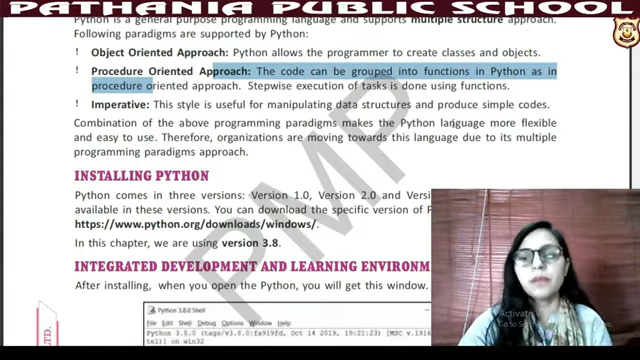 PATHANIA PUBLIC SCHOOL
Python is a general purpose programming language and supports multiple structure approach.
Following paradigms are supported by Python:
! Object Oriented Approach: Python allows the programmer to create classes and objects.
! Procedure Oriented Approach: The code can be grouped into functions in Python as in
procedure oriented approach. Stepwise execution of tasks is done using functions.
! Imperative: This style is useful for manipulating data structures and produce simple codes.
Combination of the above programming paradigms makes the Python language more flexible
and easy to use. Therefore, organizations are moving towards this language due to its multiple
programming paradigms approach.
PMP
INSTALLING PYTHON
Python comes in three versions: Version 1.0, Version 2.0 and Vers
available in these versions. You can download the specific version of P
https://www.python.org/downloads/windows/.
In this chapter, we are using version 3.8.
INTEGRATED DEVELOPMENT AND LEARNING ENVIRONM
After installing, when you open the Python, you will get this window.
Python 3.8.0 Shell
File Edit Shell Debug Options Window Help
Python 3.8.0 (tags/v3.8.0:fa919fd, Oct 14 2019, 19:21:23) [MSC v.1916
tel)] on win32
LTD.
Activate
Go to